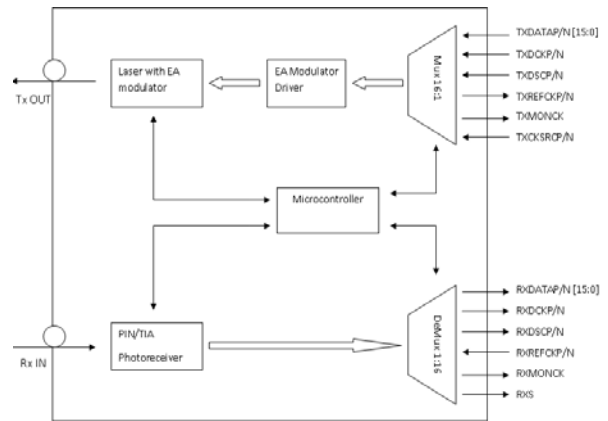 Laser with EA
modulator
EA Modulator
Driver
Mux 16:1
TXDATAP/N [15:0]
TXDCKP/N
TXDSCP/N
TXREFCKP/N
TXMONCK
TXCKSRCP/N
Tx OUT
Microcontroller
PIN/TIA
Photoreceiver
DeMux 1:16
RXDATAP/N [15:0]
RXDCKP/N
RXDSCP/N
RXREFCKP/N
RXMONCK
RXS
Rx IN